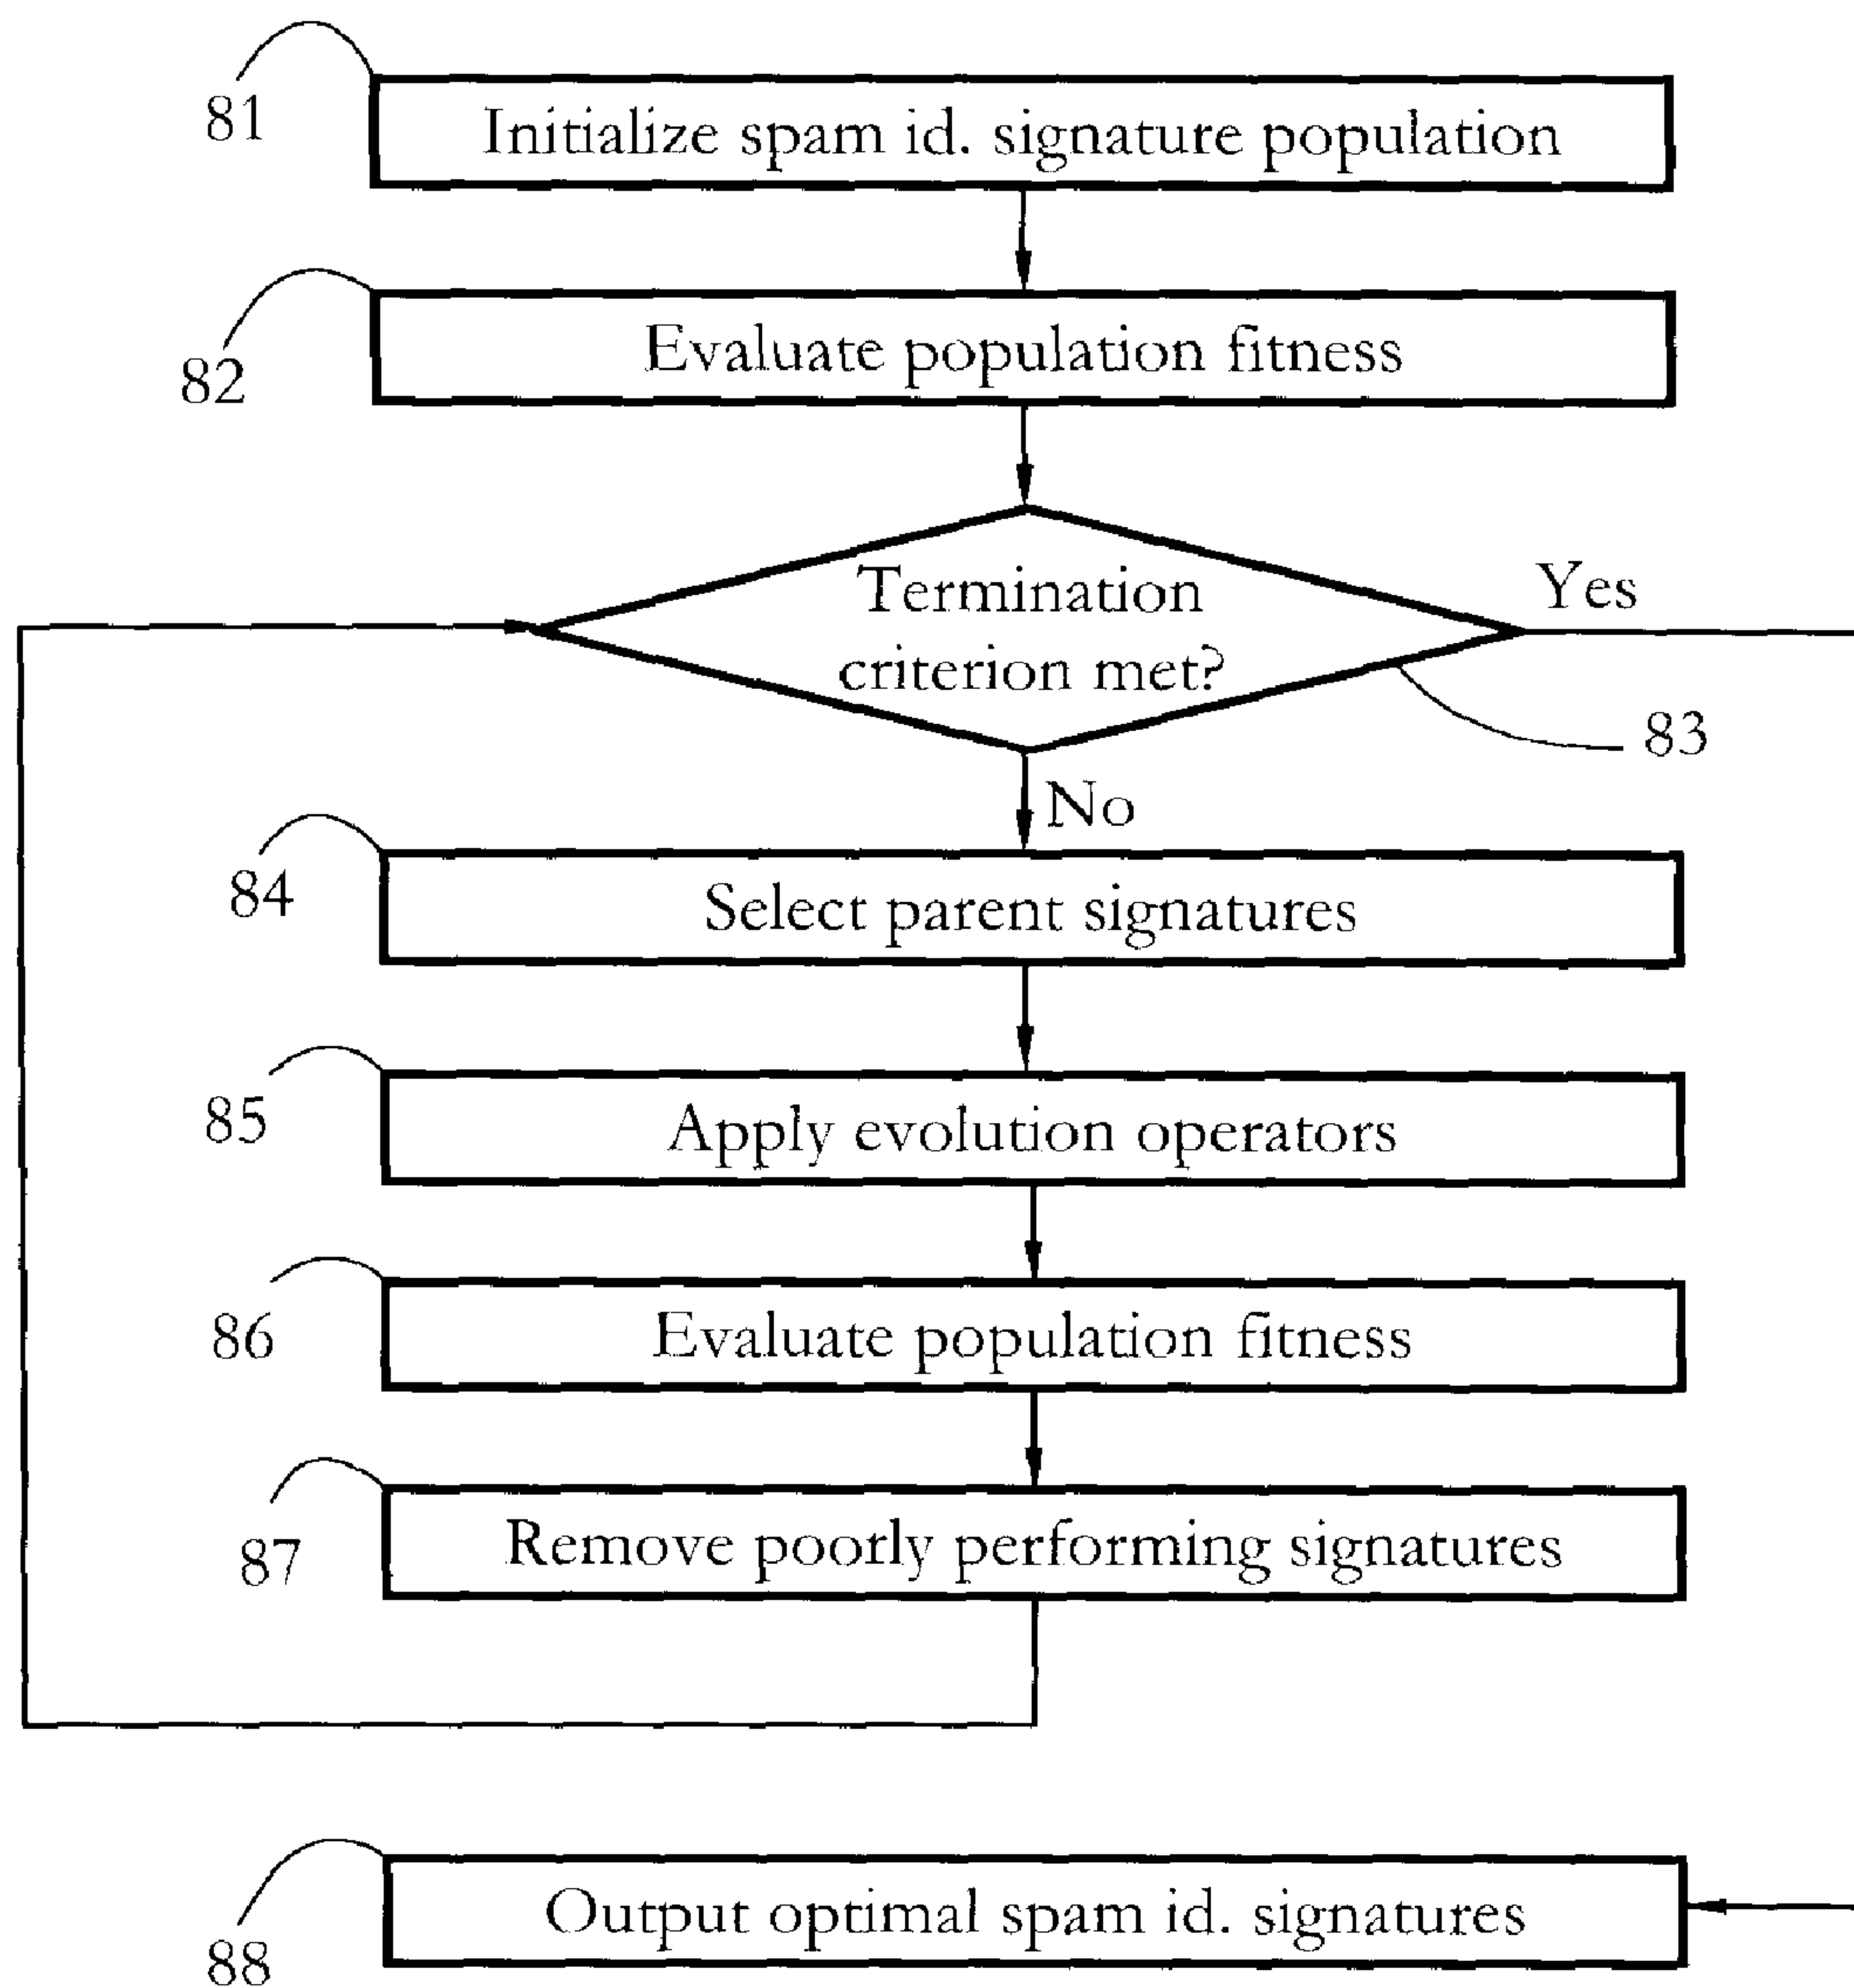 81
Initialize spam id. signature population
82
Evaluate population fitness
Termination
criterion met?
Yes
83
No
84
Select parent signatures
85
Apply evolution operators
86
Evaluate population fitness
87
Remove poorly performing signatures
88
Output optimal spam id. signatures